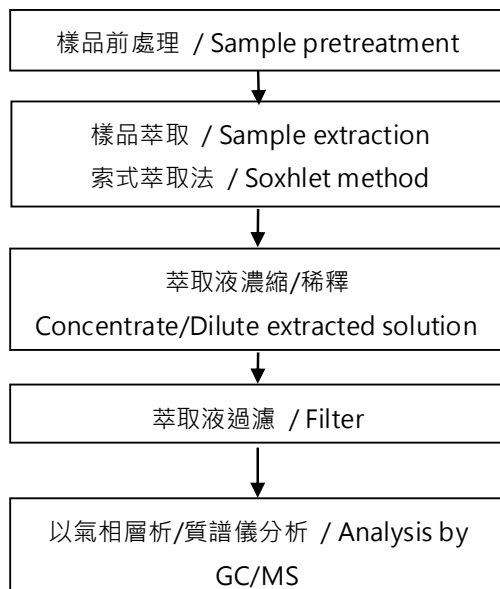 樣品前處理 / Sample pretreatment
樣品萃取 / Sample extraction
索式萃取法 / Soxhlet method
萃取液濃縮/稀釋
Concentrate/Dilute extracted solution
萃取液過濾 / Filter
以氣相層析/質譜儀分析 / Analysis by
GC/MS